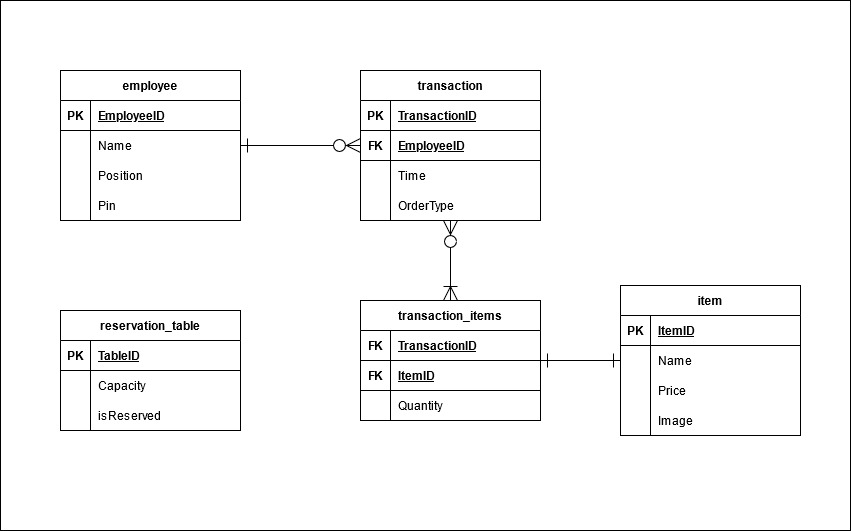 employee
PK EmployeeID
Name
Position
Pin
transaction
PK TransactionID
FK EmployeeID
Time
OrderType
reservation_table
PK TableID
Capacity
isReserved
transaction_items
FK TransactionID
FK ItemID
Quantity
item
PK ItemID
Name
Price
Image